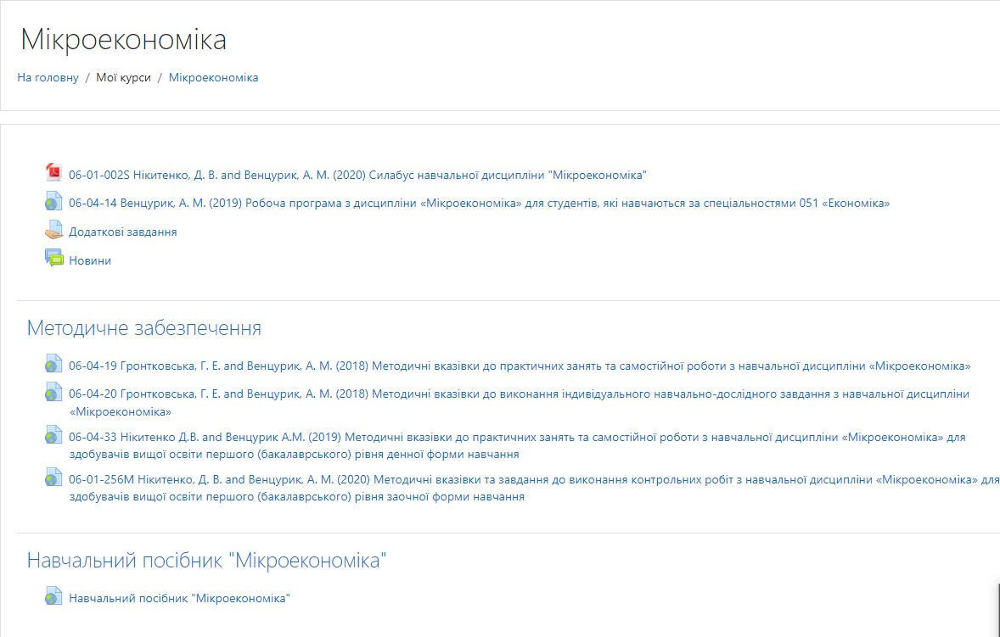 Мікроекономіка
На головну / Мої курси / Мікроекономіка
06-01-002S Нікитенко, Д. В. and Венцурик, А. М. (2020) Силабус навчальної дисципліни "Мікроекономіка"
06-04-14 Венцурик, А. М. (2019) Робоча програма з дисципліни «Мікроекономіка» для студентів, які навчаються за спеціальностями 051 «Економіка»
Додаткові завдання
Новини
Методичне забезпечення
06-04-19 Гронтковська, Г. Е. and Венцурик, А. М. (2018) Методичні вказівки до практичних занять та самостійної роботи з навчальної дисципліни «Мікроекономіка»
06-04-20 Гронтковська, Г. Е. and Венцурик, А. М. (2018) Методичні вказівки до виконання індивідуального навчально-дослідного завдання з навчальної дисципліни
«Мікроекономіка»
06-04-33 Нікитенко Д.В. and Венцурик А.М. (2019) Методичні вказівки до практичних занять та самостійної роботи з навчальної дисципліни «Мікроекономіка» для
здобувачів вищої освіти першого (бакалаврського) рівня денної форми навчання
06-01-256М Нікитенко, Д. В. and Венцурик, А. М. (2020) Методичні вказівки та завдання до виконання контрольних робіт з навчальної дисципліни «Мікроекономіка» для
здобувачів вищої освіти першого (бакалаврського) рівня заочної форми навчання
Навчальний посібник "Мікроекономіка"
Навчальний посібник "Мікроекономіка"